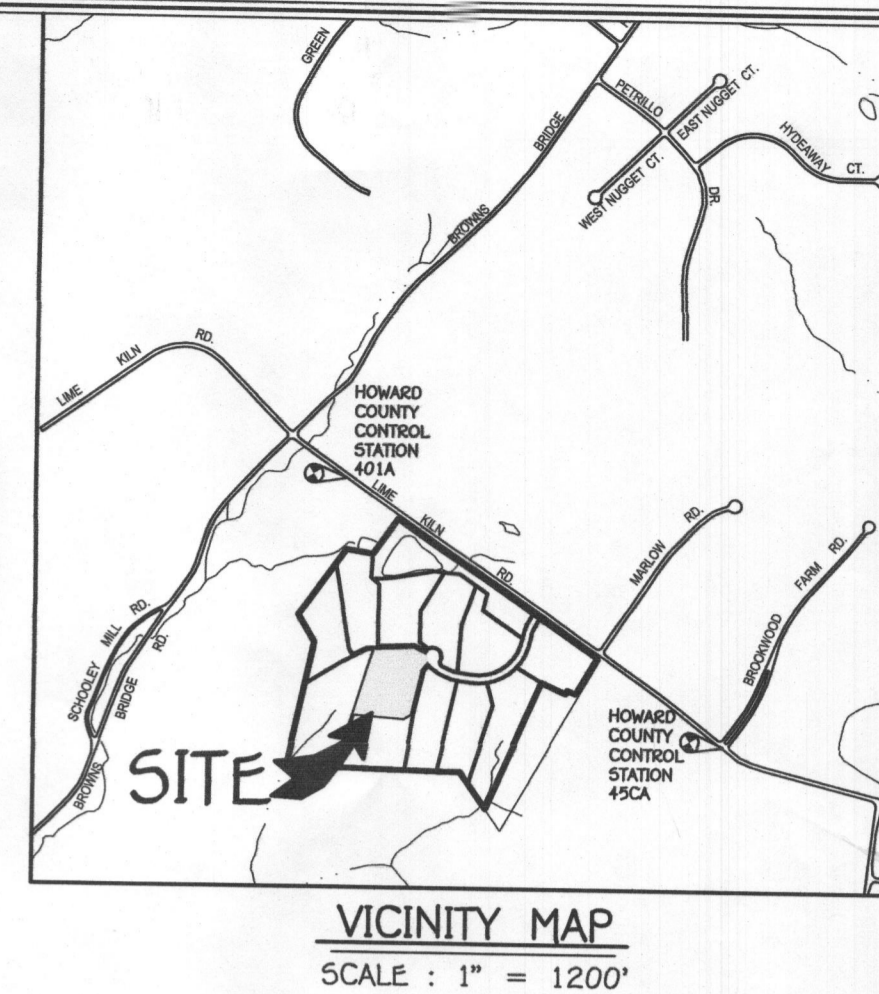 GREEN
PETRILLO
EAST NUGGET CT.
HYDEAWAY
CT.
BRIDGE
WEST NUGGET CT.
DR.
BROWNS
LIME
KILN
RD.
HOWARD
COUNTY
CONTROL
STATION
401A
LIME
KILN
RD.
MARLOW
RD.
FARM
RD.
BROOKWOOD
SCHOOLEY
MILL
RD.
BRIDGE
RD.
BROWNS
HOWARD
COUNTY
CONTROL
STATION
45CA
SITE
VICINITY MAP
SCALE : 1" = 1200'